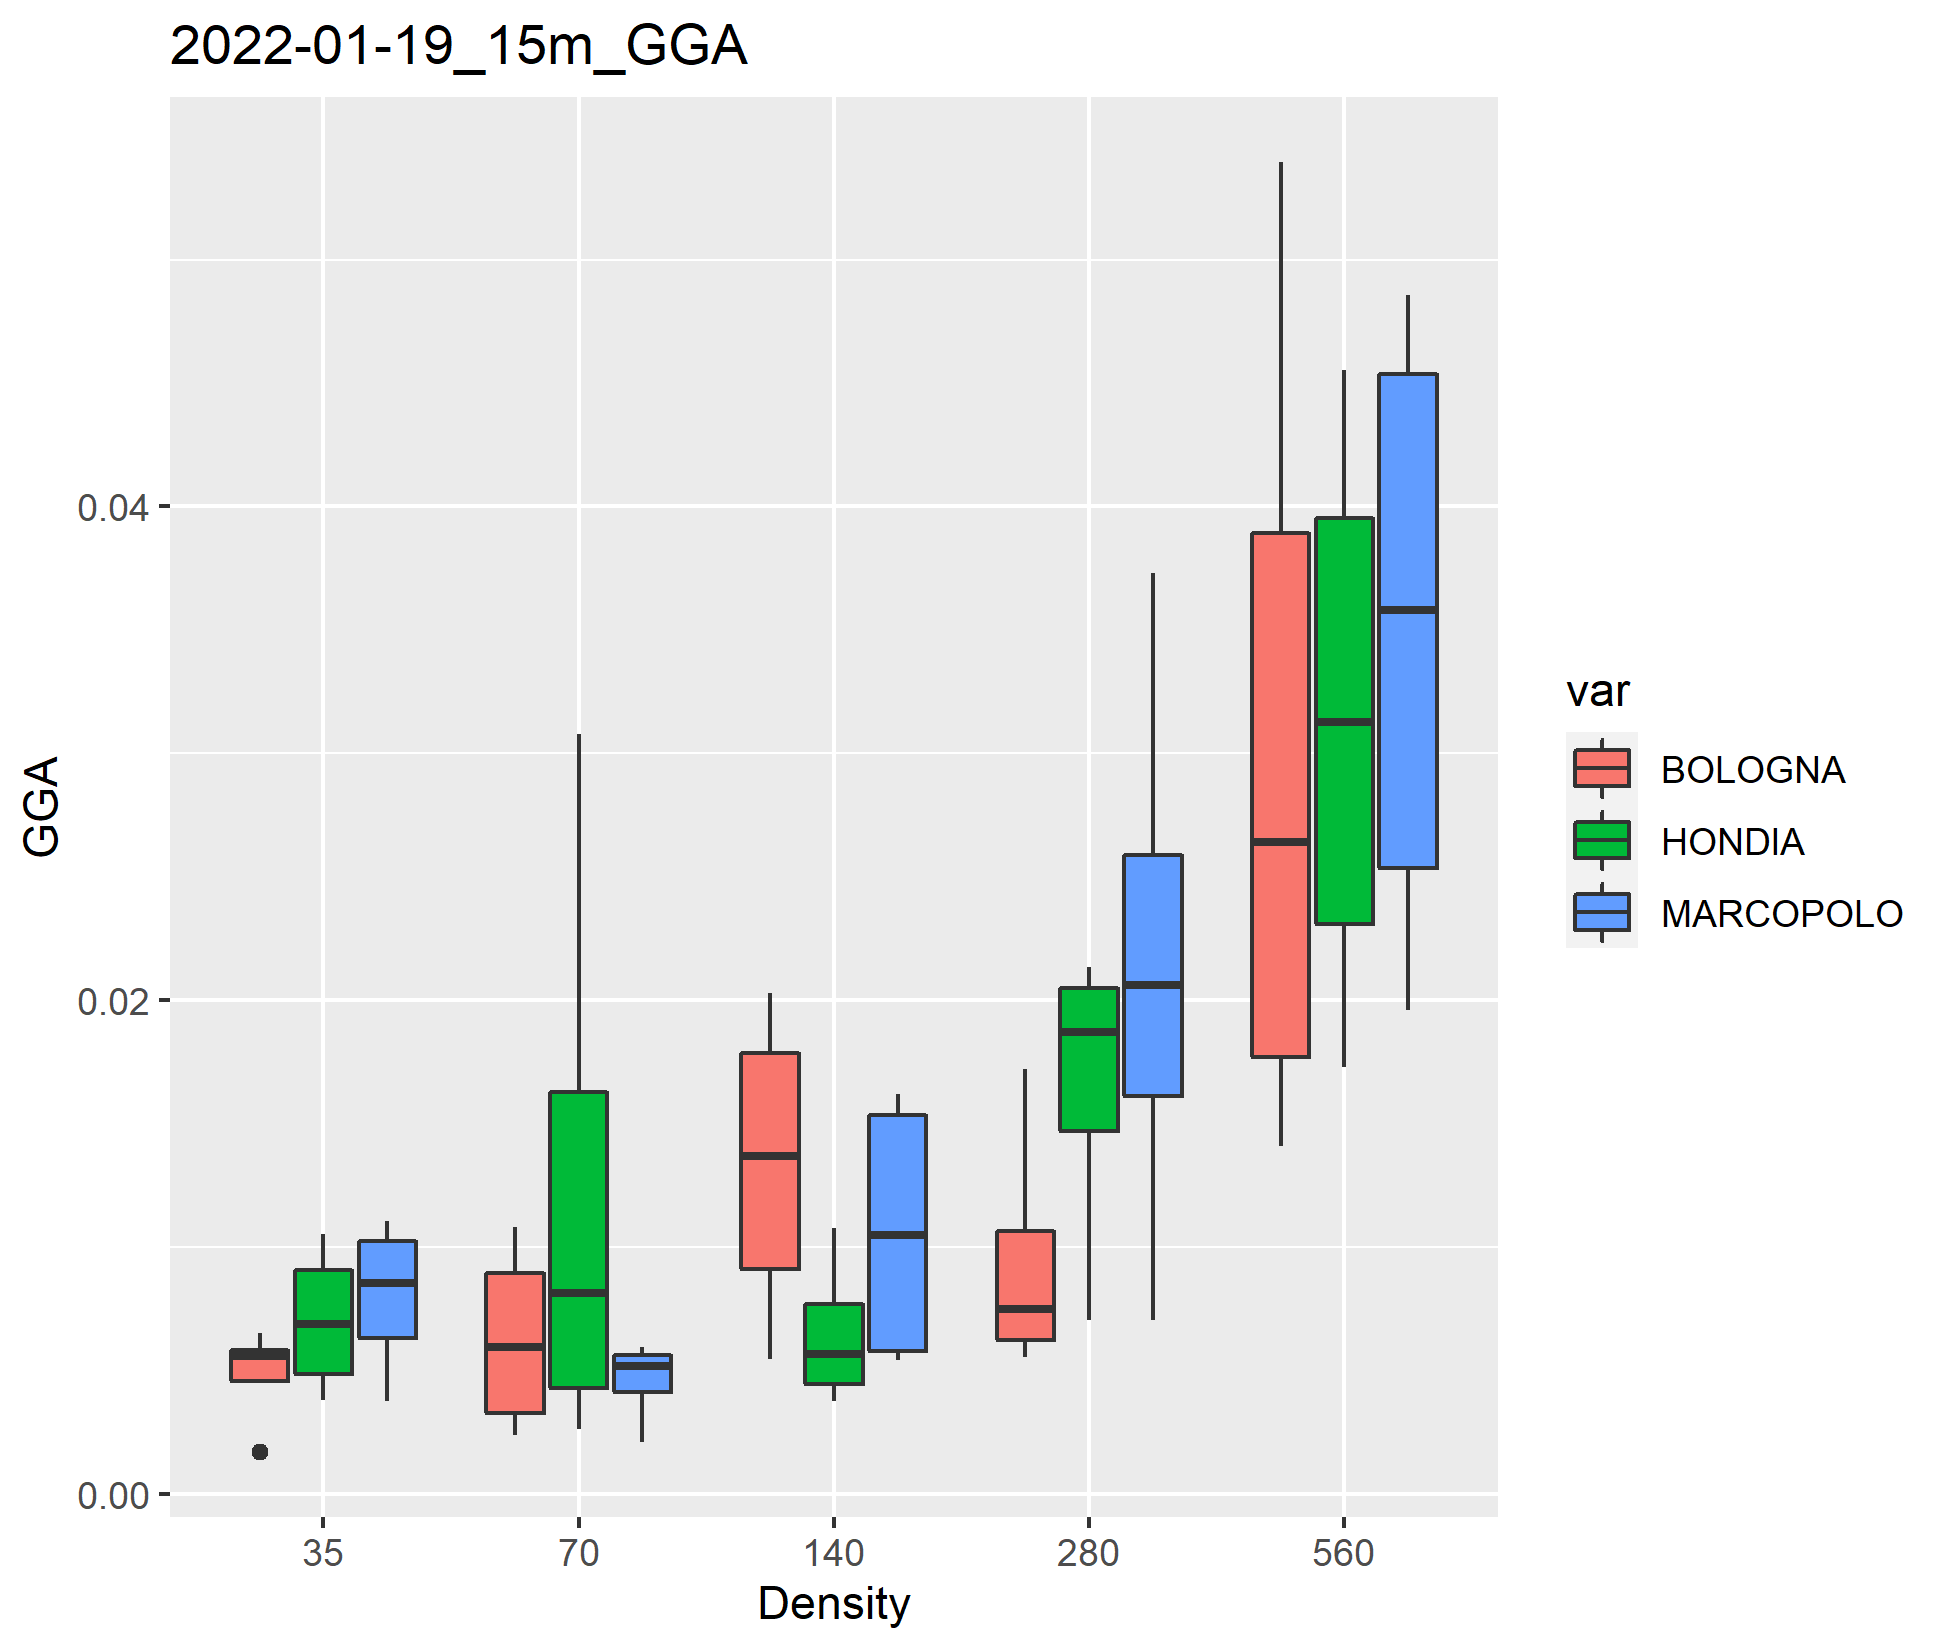 2022-01-19_15m_GGA
GGA
0.04
0.02
0.00
35 70 140 280 560
Density
var
BOLOGNA
HONDIA
MARCOPOLO